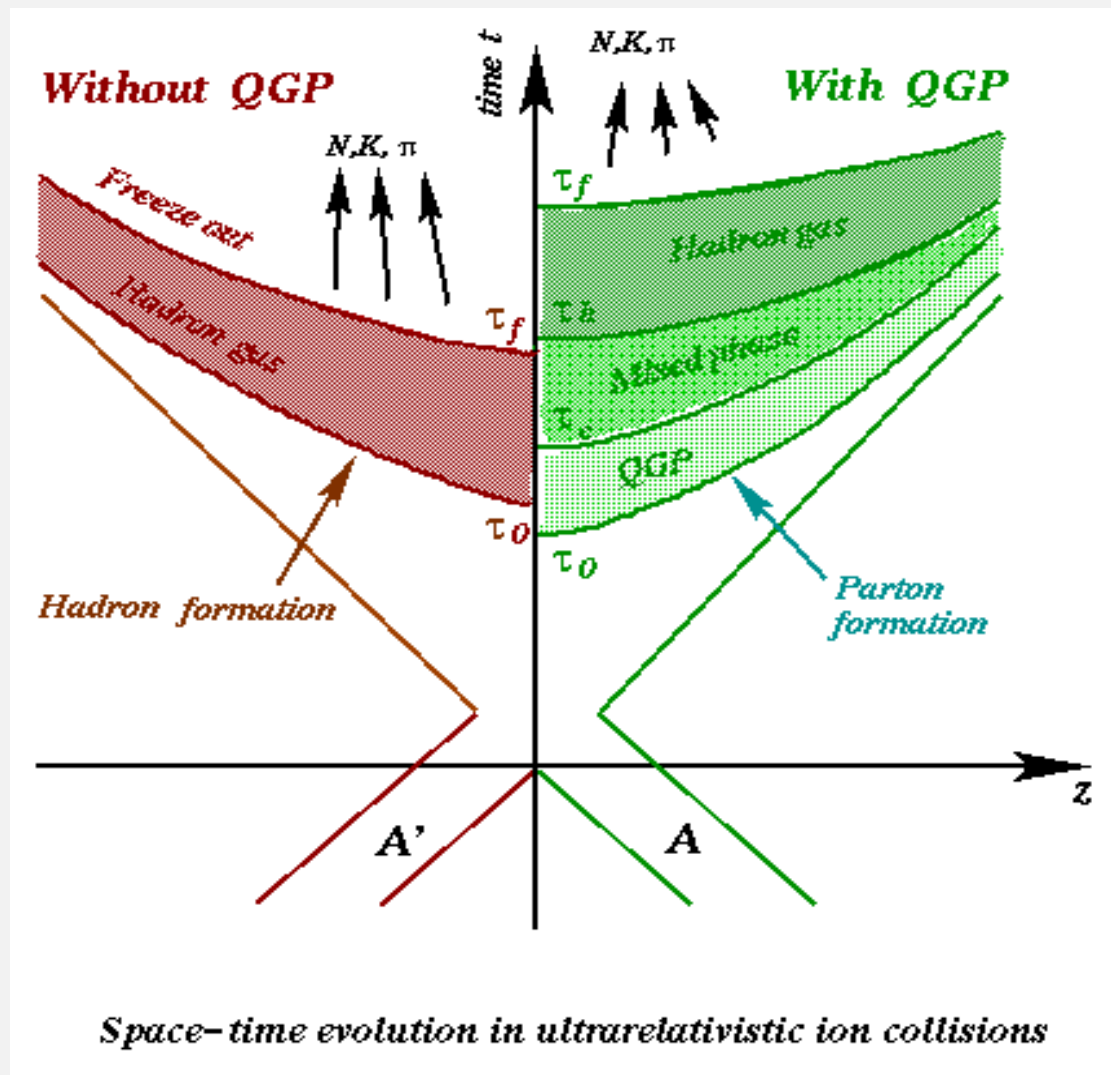 time t
N,K, π
Without QGP
With QGP
N,K, π
Freeze out
τf
Hadron gas
Hadron gas
τf
τh
Mixed phase
τc
QGP
τ0
τ0
Hadron formation
Parton
formation
z
A’
A
Space-time evolution in ultrarelativistic ion collisions